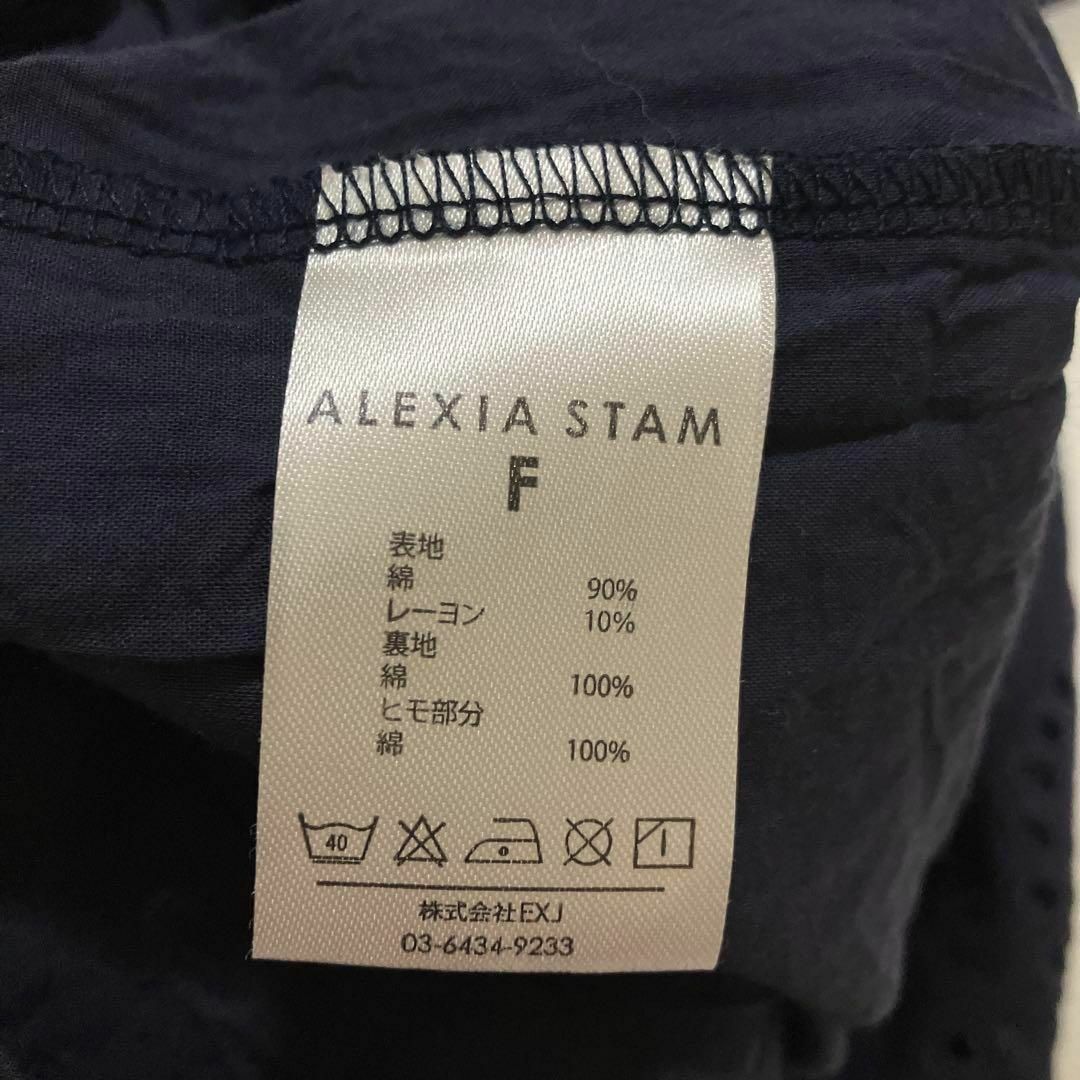 ALEXIA STAM
F
表地
綿 90%
レーヨン 10%
裏地
綿 100%
ヒモ部分
綿 100%
40
株式会社EXJ
03-6434-9233